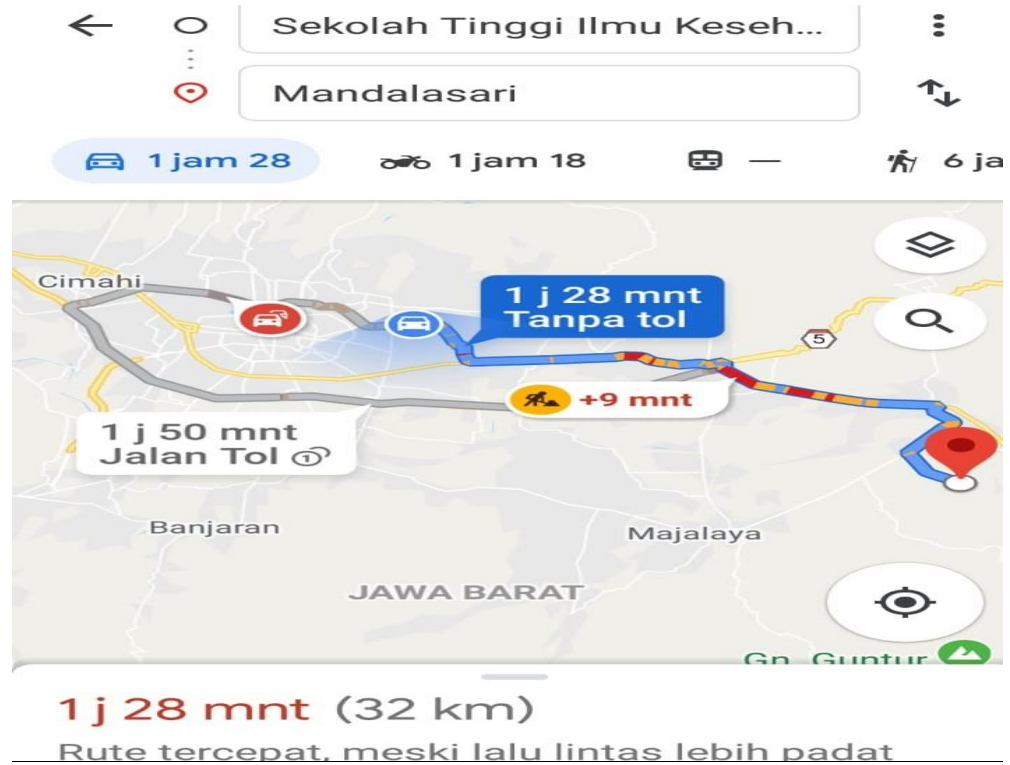 Sekolah Tinggi Ilmu Keseh...
Mandalasari
1 jam 28
1 jam 18
—
6 ja
Cimahi
1 j 28 mnt
Tanpa tol
5
+9 mnt
1 j 50 mnt
Jalan Tol
Banjaran
Majalaya
JAWA BARAT
Gn. Guntur
1 j 28 mnt (32 km)
Rute tercepat, meski lalu lintas lebih padat